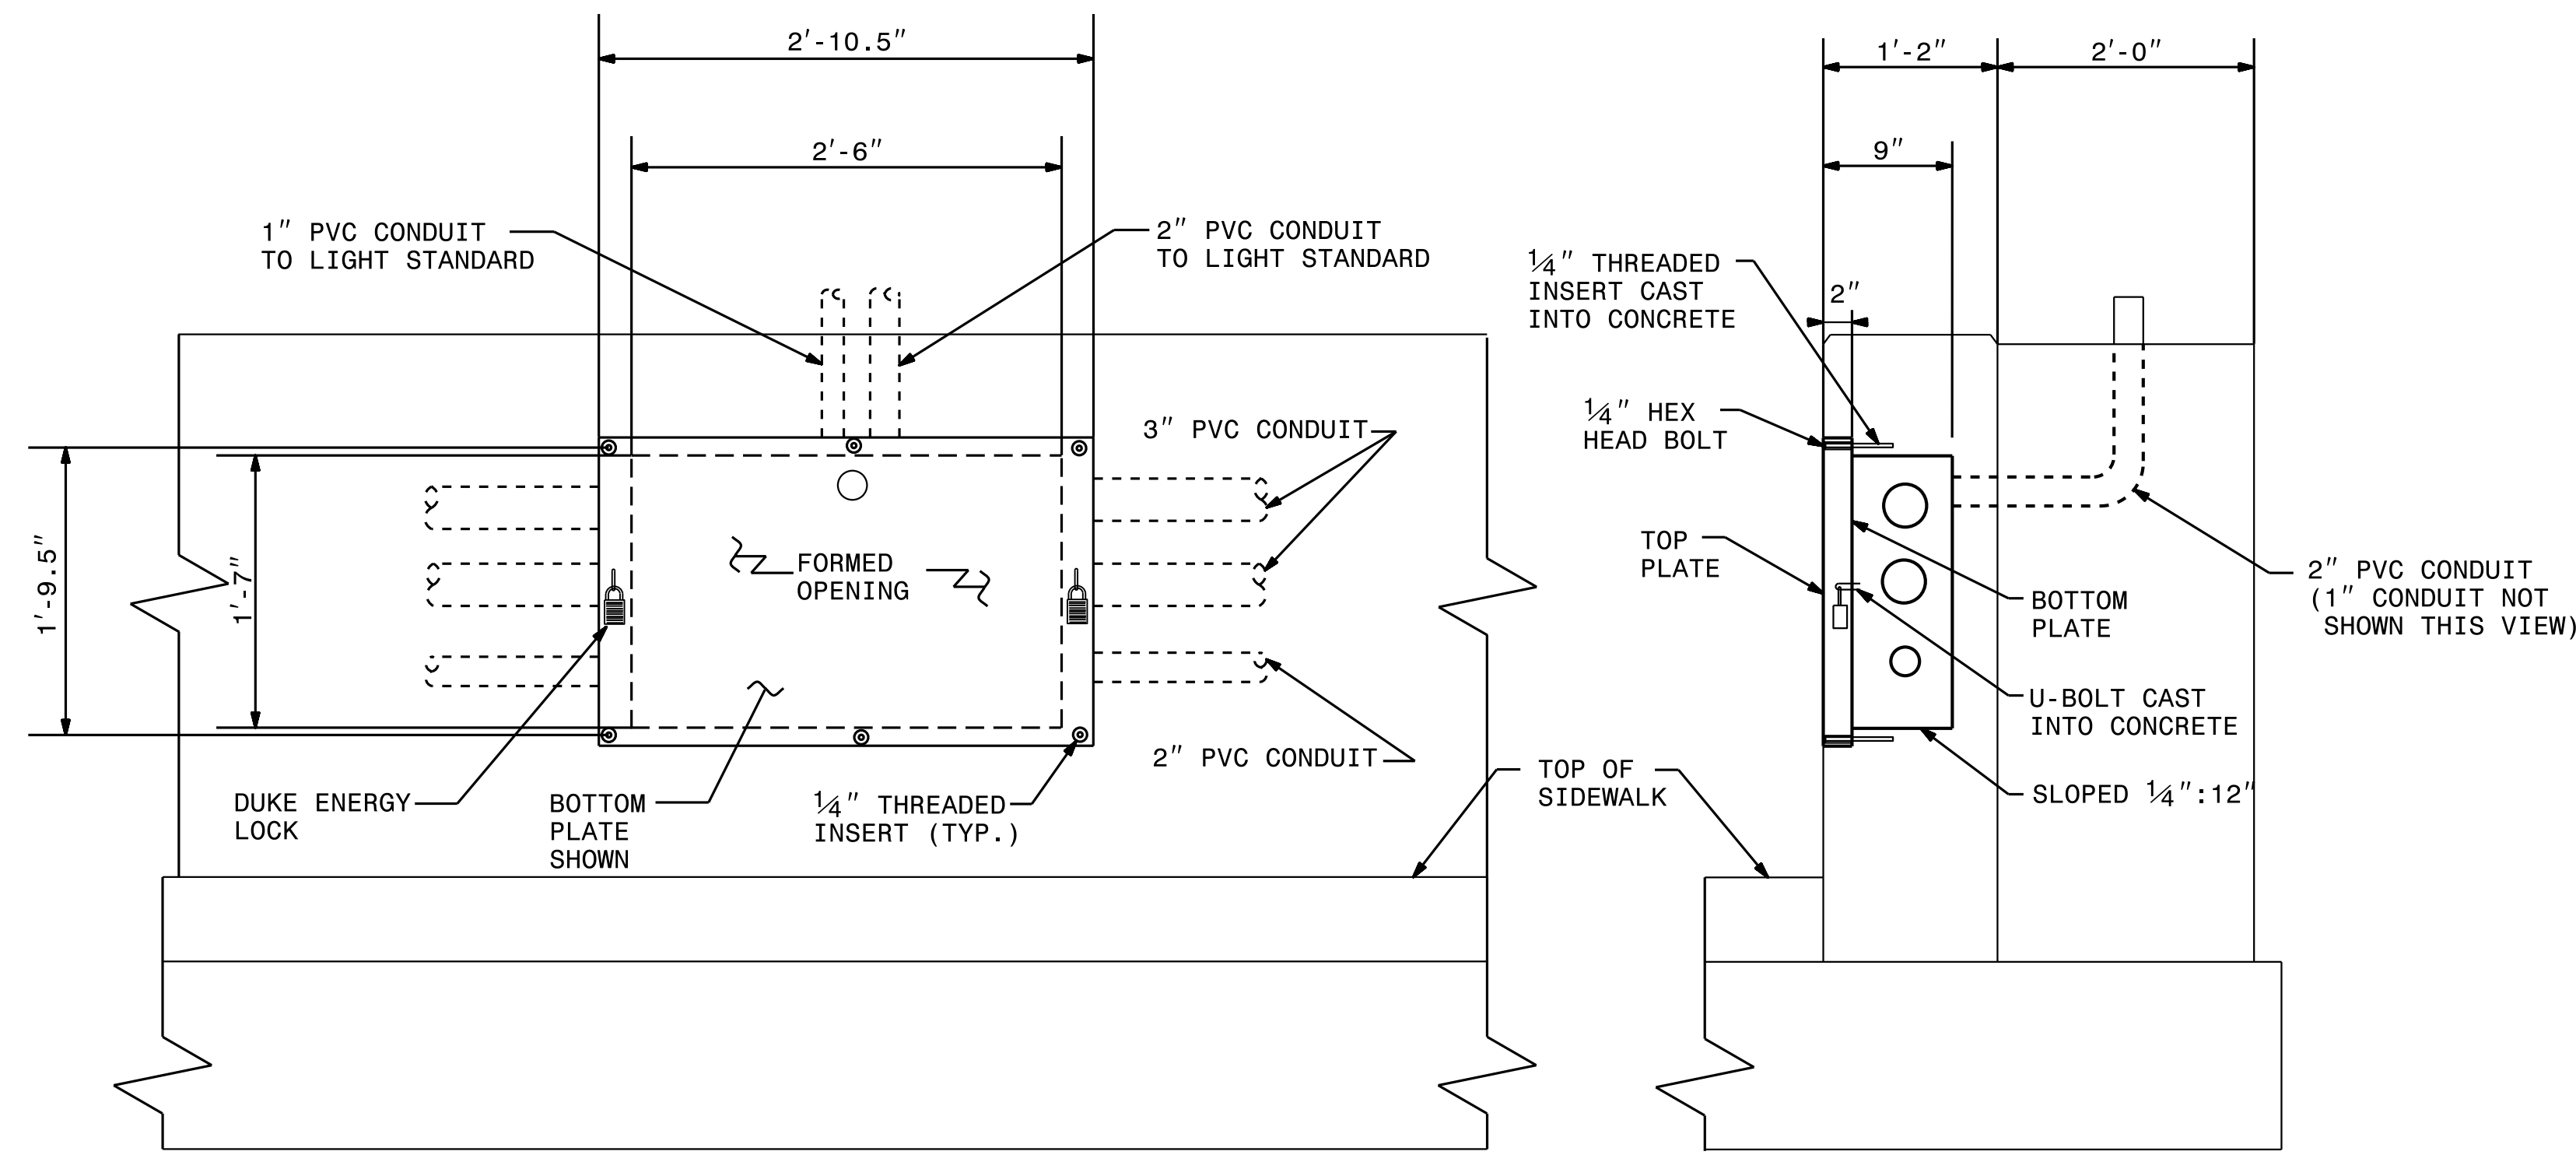 2'-10.5"
2'-6"
1" PVC CONDUIT
TO LIGHT STANDARD
2" PVC CONDUIT
TO LIGHT STANDARD
3" PVC CONDUIT
1'-9.5"
1'-7"
FORMED
OPENING
2" PVC CONDUIT
DUKE ENERGY
LOCK
BOTTOM
PLATE
SHOWN
1/4" THREADED
INSERT (TYP.)
TOP OF
SIDEWALK
1'-2"
2'-0"
9"
1/4" THREADED
INSERT CAST
INTO CONCRETE
2"
1/4" HEX
HEAD BOLT
TOP
PLATE
2" PVC CONDUIT
(1" CONDUIT NOT
SHOWN THIS VIEW)
BOTTOM
PLATE
U-BOLT CAST
INTO CONCRETE
SLOPED 1/4":12"